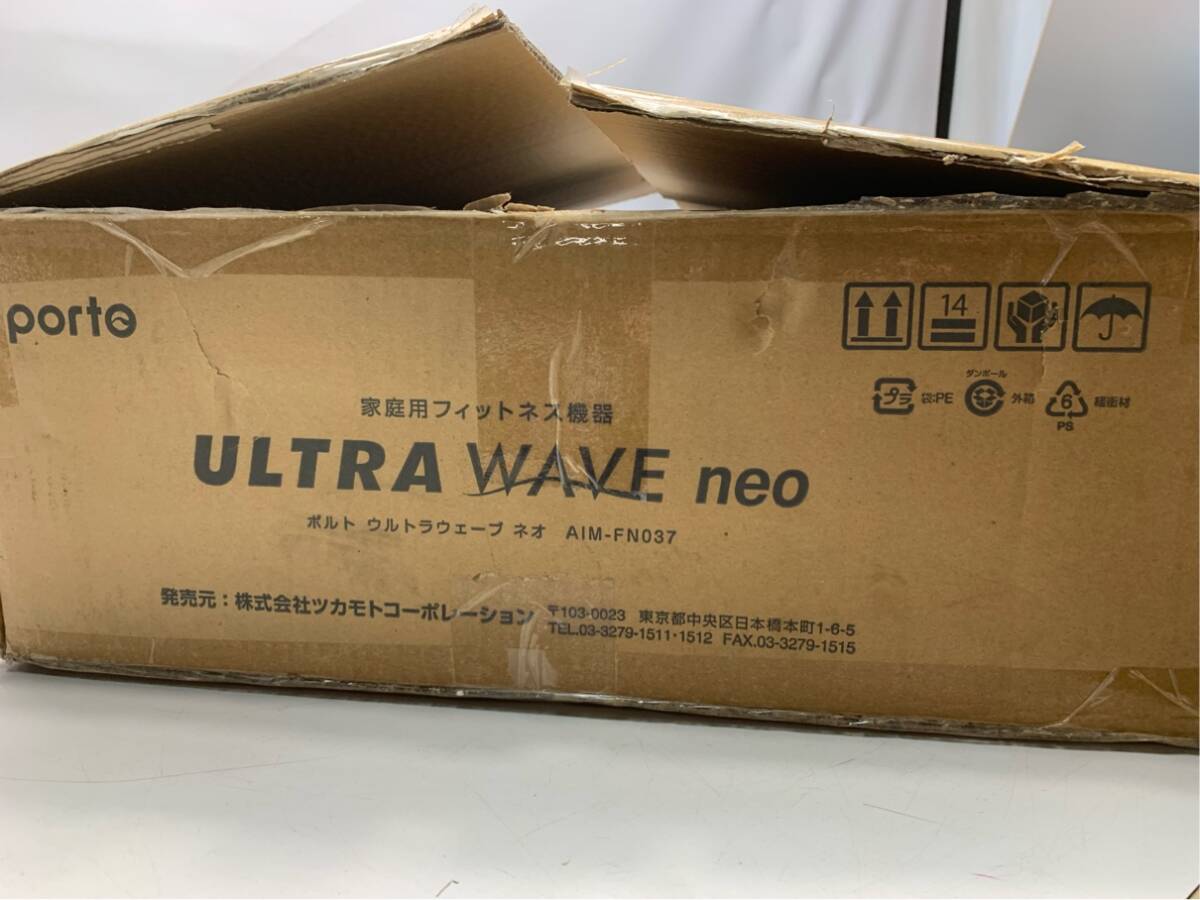 porto
14
ダンボール
プラ 袋:PE 外箱 6 緩衝材
PS
家庭用フィットネス機器
ULTRA WAVE neo
ポルト ウルトラウェーブ ネオ AIM-FN037
発売元：株式会社ツカモトコーポレーション 〒103-0023 東京都中央区日本橋本町1-6-5
TEL.03-3279-1511・1512 FAX.03-3279-1515